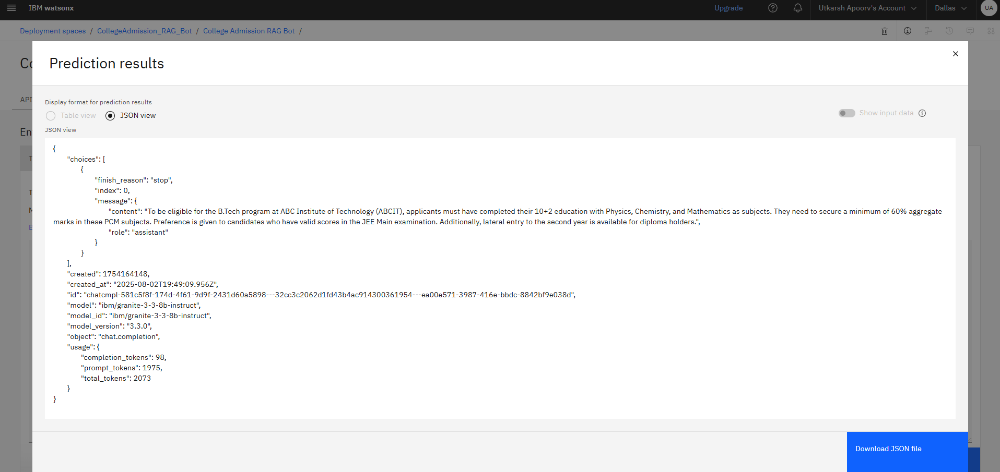 IBM watsonx
Upgrade
Utkarsh Apoorv's Account
Dallas
UA
Deployment spaces / CollegeAdmission_RAG_Bot / College Admission RAG Bot /
Co
Prediction results
API
Display format for prediction results
Table view
JSON view
Show input data
JSON view
En
{
"choices": [
{
"finish_reason": "stop",
"index": 0,
"message": {
"content": "To be eligible for the B.Tech program at ABC Institute of Technology (ABCIT), applicants must have completed their 10+2 education with Physics, Chemistry, and Mathematics as subjects. They need to secure a minimum of 60% aggregate
marks in these PCM subjects. Preference is given to candidates who have valid scores in the JEE Main examination. Additionally, lateral entry to the second year is available for diploma holders.",
"role": "assistant"
}
}
],
"created": 1754164148,
"created_at": "2025-08-02T19:49:09.956Z",
"id": "chatcmpl-581c5f8f-174d-4f61-9d9f-2431d60a5898---32cc3c2062d1fd43b4ac914300361954---ea00e571-3987-416e-bbdc-8842bf9e038d",
"model": "ibm/granite-3-3-8b-instruct",
"model_id": "ibm/granite-3-3-8b-instruct",
"model_version": "3.3.0",
"object": "chat.completion",
"usage": {
"completion_tokens": 98,
"prompt_tokens": 1975,
"total_tokens": 2073
}
}
Download JSON file